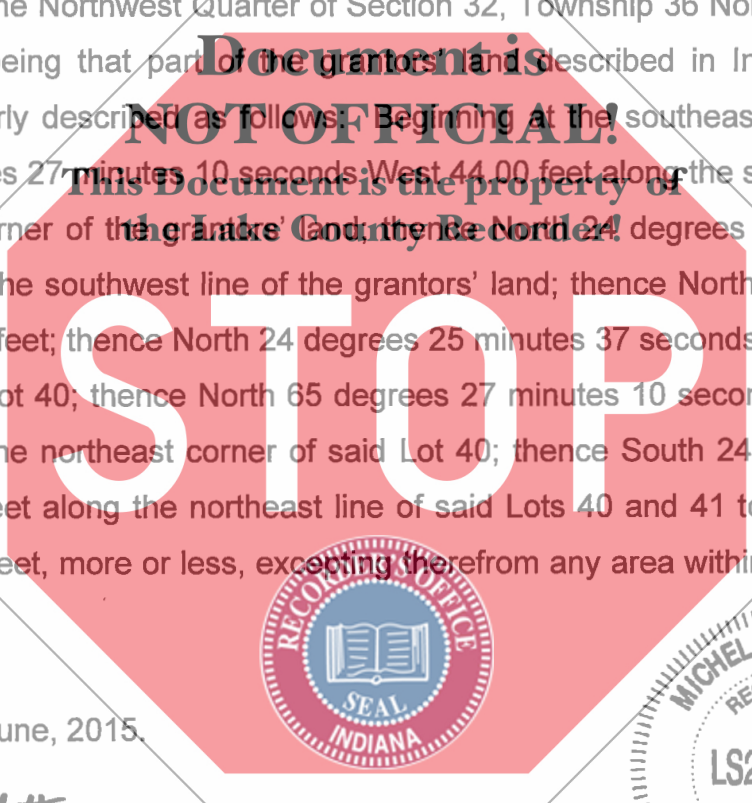 the Northwest Quarter of Section 32, Township 36 No
eing that part of the grantors' land described in In
Document is
rly described as follows: Beginning at the southeas
NOT OFFICIAL!
es 27 minutes 10 seconds West 44.00 feet along the s
This Document is the property of
rner of the grantors' land; thence North 24 degrees
the Lake County Recorder!
he southwest line of the grantors' land; thence North
feet; thence North 24 degrees 25 minutes 37 seconds
STOP
ot 40; thence North 65 degrees 27 minutes 10 secon
he northeast corner of said Lot 40; thence South 24
eet along the northeast line of said Lots 40 and 41 to
eet, more or less, excepting therefrom any area within
RECORDER'S OFFICE
SEAL
INDIANA
MICHEL
RE
LS2
une, 2015.